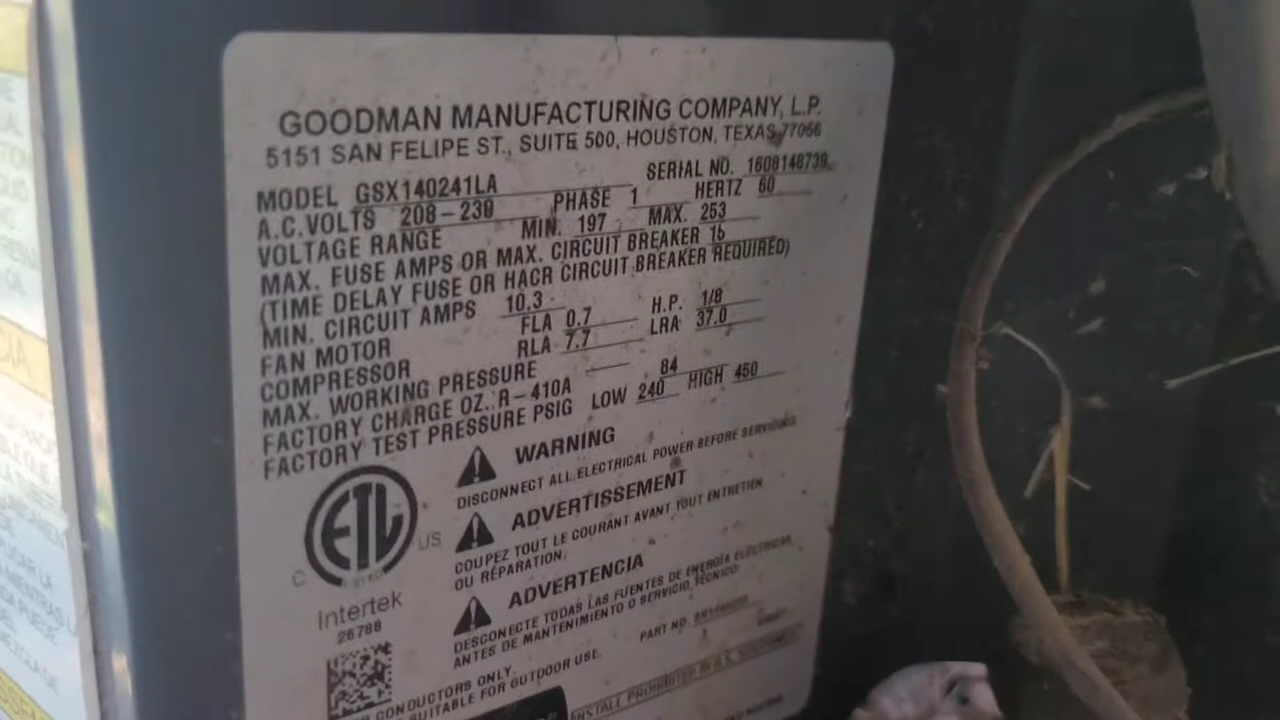 GOODMAN MANUFACTURING COMPANY, L.P.
5151 SAN FELIPE ST., SUITE 500, HOUSTON, TEXAS 77056
MODEL GSX140241LA SERIAL NO. 1608148739
A.C. VOLTS 208-230 PHASE 1 HERTZ 60
VOLTAGE RANGE MIN. 197 MAX. 253
MAX. FUSE AMPS OR MAX. CIRCUIT BREAKER 15
(TIME DELAY FUSE OR HACR CIRCUIT BREAKER REQUIRED)
MIN. CIRCUIT AMPS 10.3
FAN MOTOR FLA 0.7 H.P. 1/8
COMPRESSOR RLA 7.7 LRA 37.0
MAX. WORKING PRESSURE
FACTORY CHARGE OZ. R-410A 84
FACTORY TEST PRESSURE PSIG LOW 240 HIGH 450
WARNING
DISCONNECT ALL ELECTRICAL POWER BEFORE SERVICING
ADVERTISSEMENT
COUPEZ TOUT LE COURANT AVANT TOUT ENTRETIEN
OU RÉPARATION.
ADVERTENCIA
DESCONECTE TODAS LAS FUENTES DE ENERGÍA ELÉCTRICAS
ANTES DE MANTENIMIENTO O SERVICIO TÉCNICO.
C ETL US
Intertek
26788
PART NO.
CONDUCTORS ONLY.
SUITABLE FOR OUTDOOR USE.